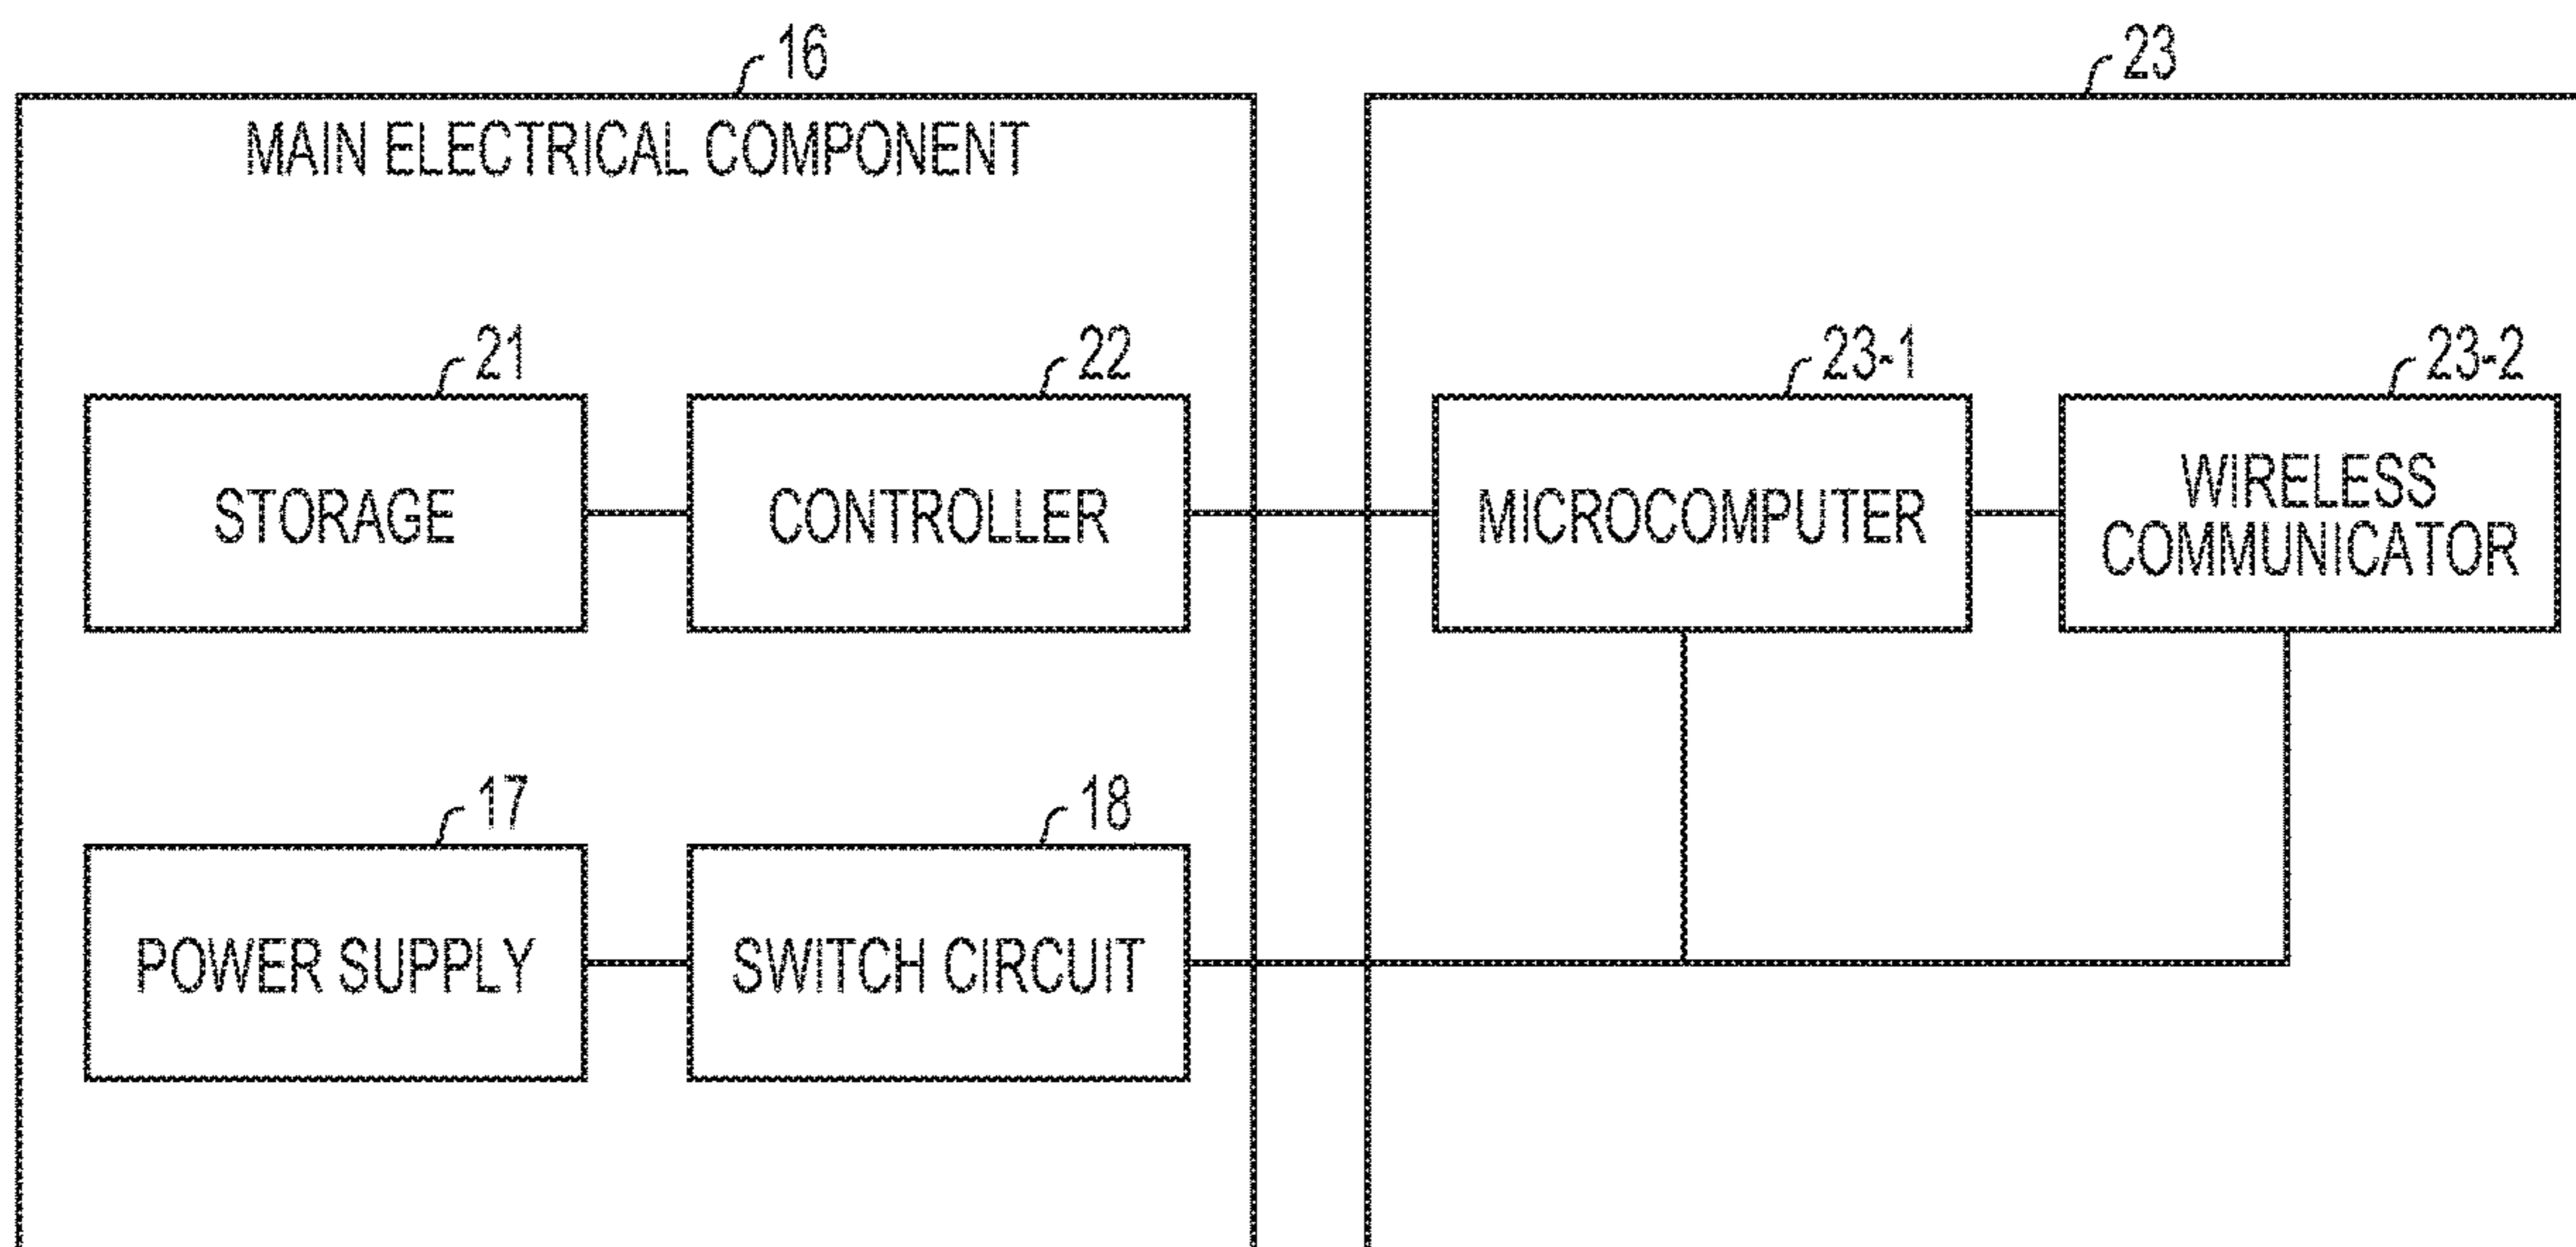 16
23
MAIN ELECTRICAL COMPONENT
21
22
23-1
23-2
STORAGE
CONTROLLER
MICROCOMPUTER
WIRELESS
COMMUNICATOR
17
18
POWER SUPPLY
SWITCH CIRCUIT